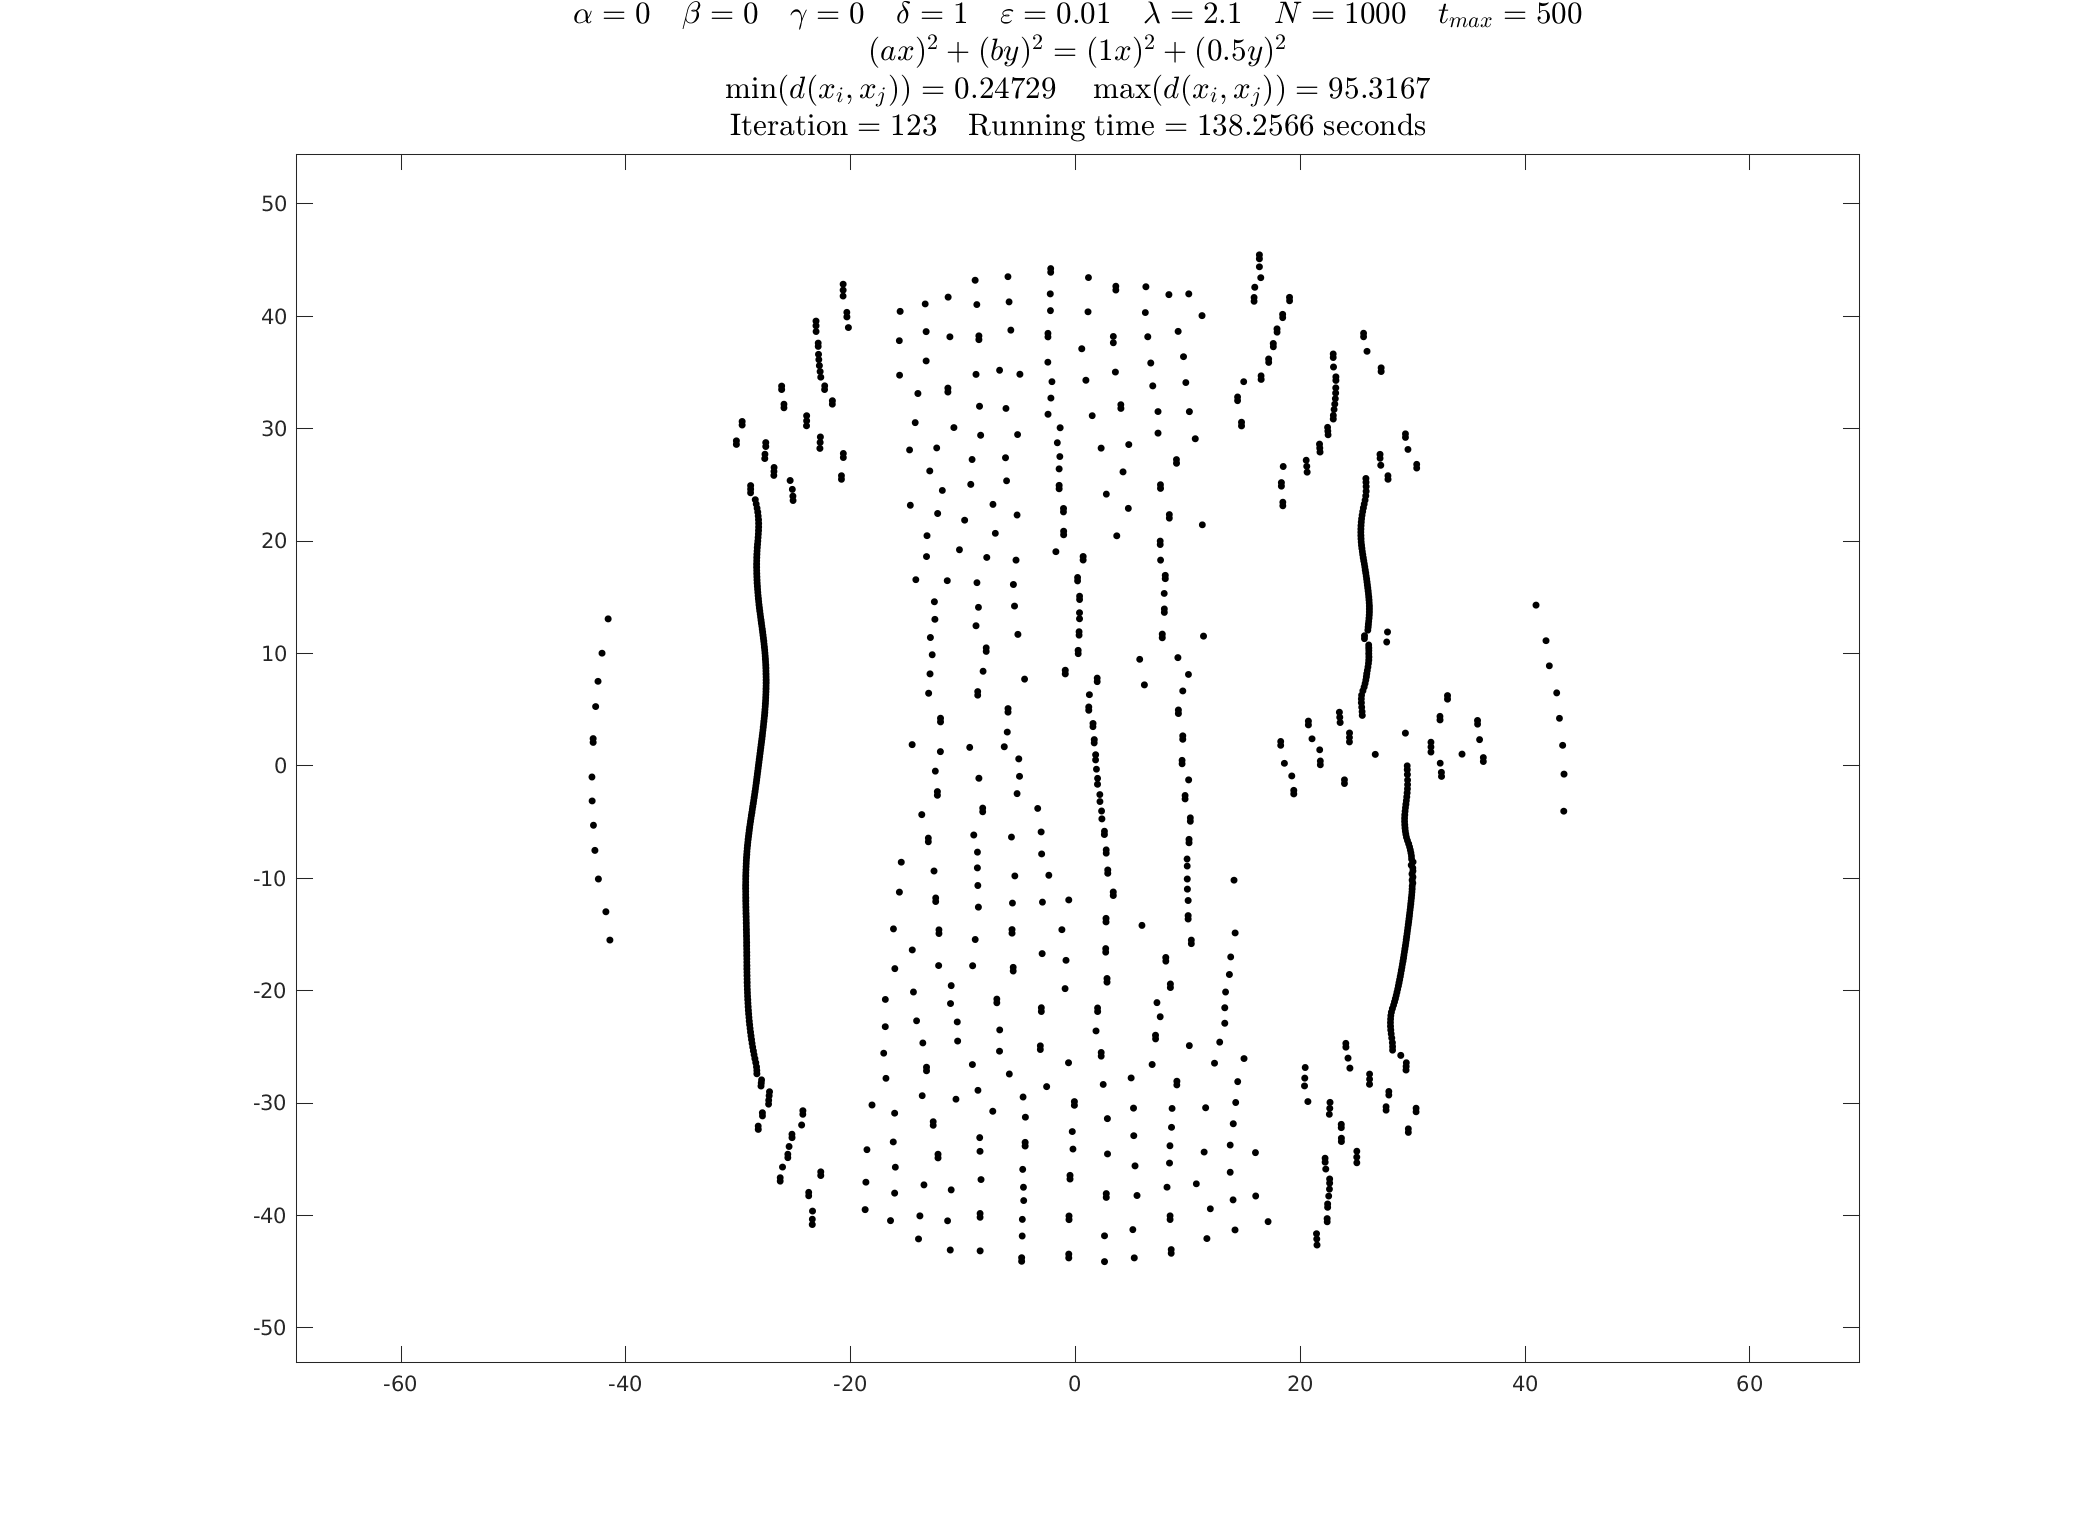 α = 0 β = 0 γ = 0 δ = 1 ε = 0.01 λ = 2.1 N = 1000 t_max = 500
(ax)² + (by)² = (1x)² + (0.5y)²
min(d(x_i, x_j)) = 0.24729 max(d(x_i, x_j)) = 95.3167
Iteration = 123 Running time = 138.2566 seconds
50
40
30
20
10
0
-10
-20
-30
-40
-50
-60 -40 -20 0 20 40 60